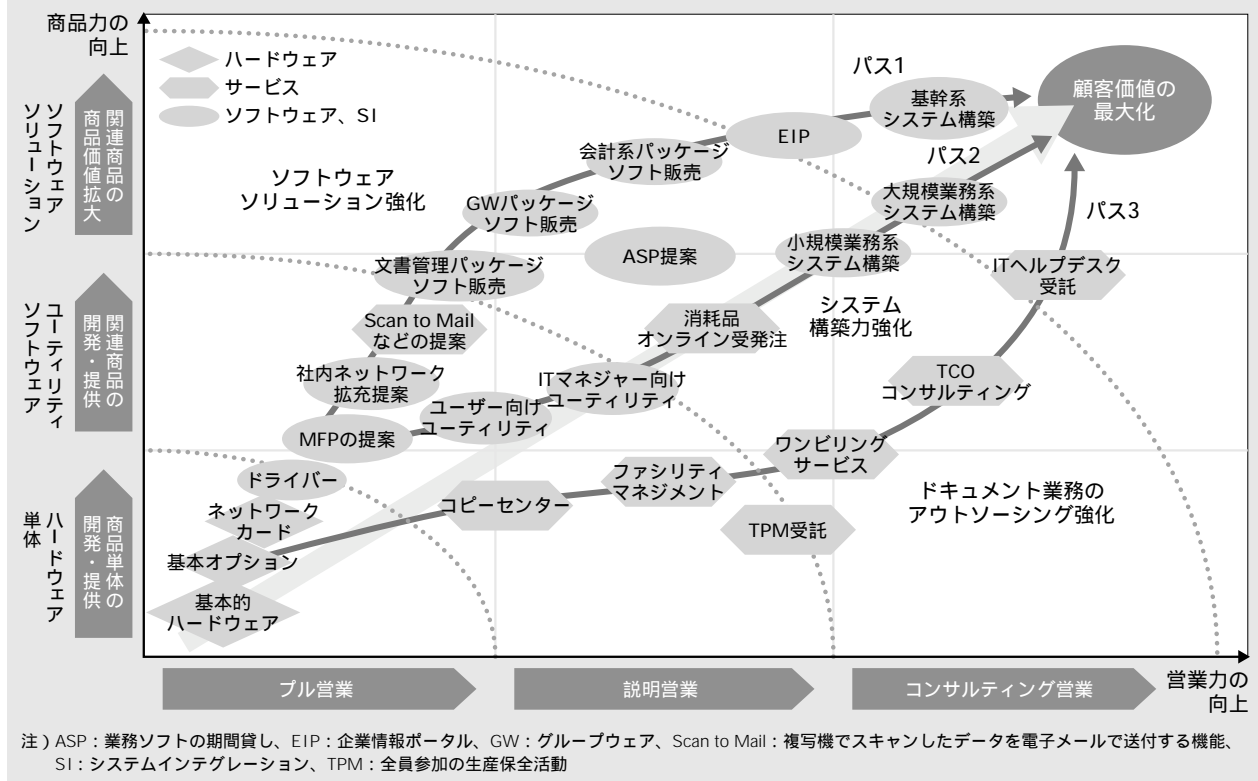 商品力の
向上
ハードウェア
サービス
ソフトウェア、SI
ソフトウェア
ソリューション
関連商品の
商品価値拡大
ユーティリティ
ソフトウェア
関連商品の
開発・提供
ハードウェア
単体
商品単体の
開発・提供
パス1
基幹系
システム構築
顧客価値の
最大化
EIP
パス2
会計系パッケージ
ソフト販売
ソフトウェア
ソリューション強化
GWパッケージ
ソフト販売
大規模業務系
システム構築
パス3
ASP提案
小規模業務系
システム構築
文書管理パッケージ
ソフト販売
ITヘルプデスク
受託
Scan to Mail
などの提案
消耗品
オンライン受発注
システム
構築力強化
社内ネットワーク
拡充提案
ITマネジャー向け
ユーティリティ
TCO
コンサルティング
ユーザー向け
ユーティリティ
MFPの提案
ワンビリング
サービス
ドライバー
ファシリティ
マネジメント
コピーセンター
ドキュメント業務の
アウトソーシング強化
ネットワーク
カード
TPM受託
基本オプション
基本的
ハードウェア
プル営業
説明営業
コンサルティング営業
営業力の
向上
注）ASP：業務ソフトの期間貸し、EIP：企業情報ポータル、GW：グループウェア、Scan to Mail：複写機でスキャンしたデータを電子メールで送付する機能、
SI：システムインテグレーション、TPM：全員参加の生産保全活動